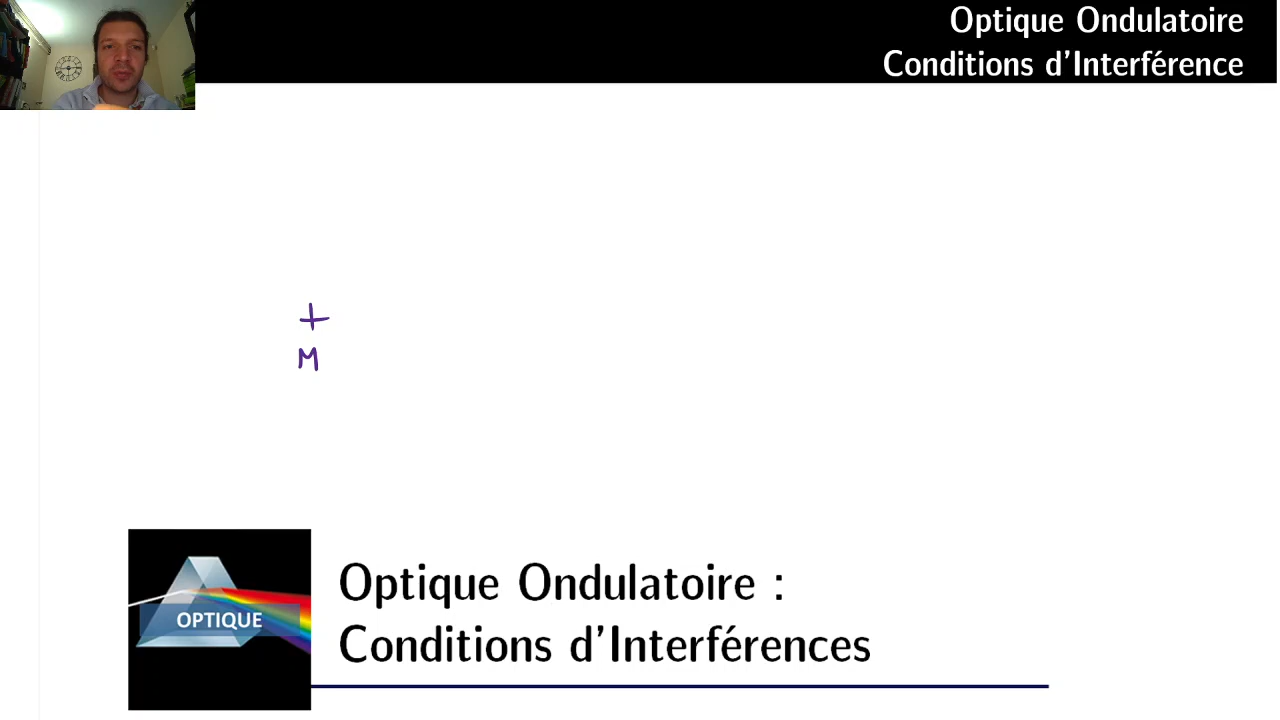 Optique Ondulatoire
Conditions d'Interférence
+
M
OPTIQUE
Optique Ondulatoire :
Conditions d'Interférences